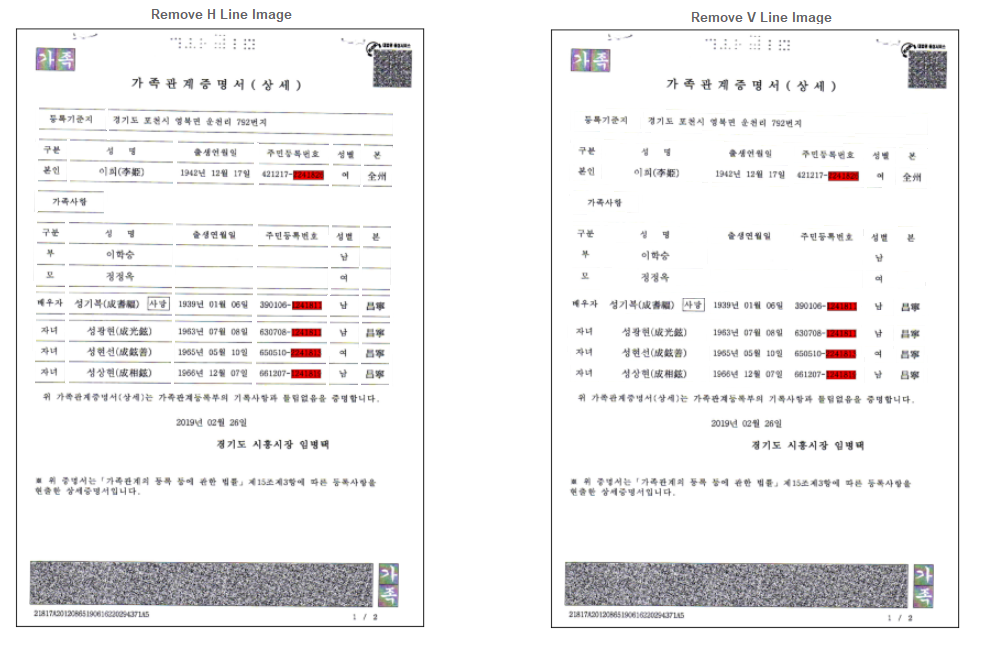 Remove H Line Image
가족
가족관계증명서(상세)
등록기준지 경기도 포천시 영북면 운천리 792번지
구분 성 명 출생연월일 주민등록번호 성별 본
본인 이희(李姬) 1942년 12월 17일 421217- 여 全州
가족사항
구분 성 명 출생연월일 주민등록번호 성별 본
부 이학승 남
모 정정옥 여
배우자 성기복(成耆福) 사망 1939년 01월 06일 390106- 남 昌寧
자녀 성광현(成光鉉) 1963년 07월 08일 630708- 남 昌寧
자녀 성현선(成鉉善) 1965년 05월 10일 650510- 여 昌寧
자녀 성상현(成相鉉) 1966년 12월 07일 661207- 남 昌寧
위 가족관계증명서(상세)는 가족관계등록부의 기록사항과 틀림없음을 증명합니다.
2019년 02월 26일
경기도 시흥시장 임병택
※ 위 증명서는 「가족관계의 등록 등에 관한 법률」 제15조제3항에 따른 등록사항을
현출한 상세증명서입니다.
가족
1 / 2
Remove V Line Image
가족
가족관계증명서(상세)
등록기준지 경기도 포천시 영북면 운천리 792번지
구분 성 명 출생연월일 주민등록번호 성별 본
본인 이희(李姬) 1942년 12월 17일 421217- 여 全州
가족사항
구분 성 명 출생연월일 주민등록번호 성별 본
부 이학승 남
모 정정옥 여
배우자 성기복(成耆福) 사망 1939년 01월 06일 390106- 남 昌寧
자녀 성광현(成光鉉) 1963년 07월 08일 630708- 남 昌寧
자녀 성현선(成鉉善) 1965년 05월 10일 650510- 여 昌寧
자녀 성상현(成相鉉) 1966년 12월 07일 661207- 남 昌寧
위 가족관계증명서(상세)는 가족관계등록부의 기록사항과 틀림없음을 증명합니다.
2019년 02월 26일
경기도 시흥시장 임병택
※ 위 증명서는 「가족관계의 등록 등에 관한 법률」 제15조제3항에 따른 등록사항을
현출한 상세증명서입니다.
가족
1 / 2